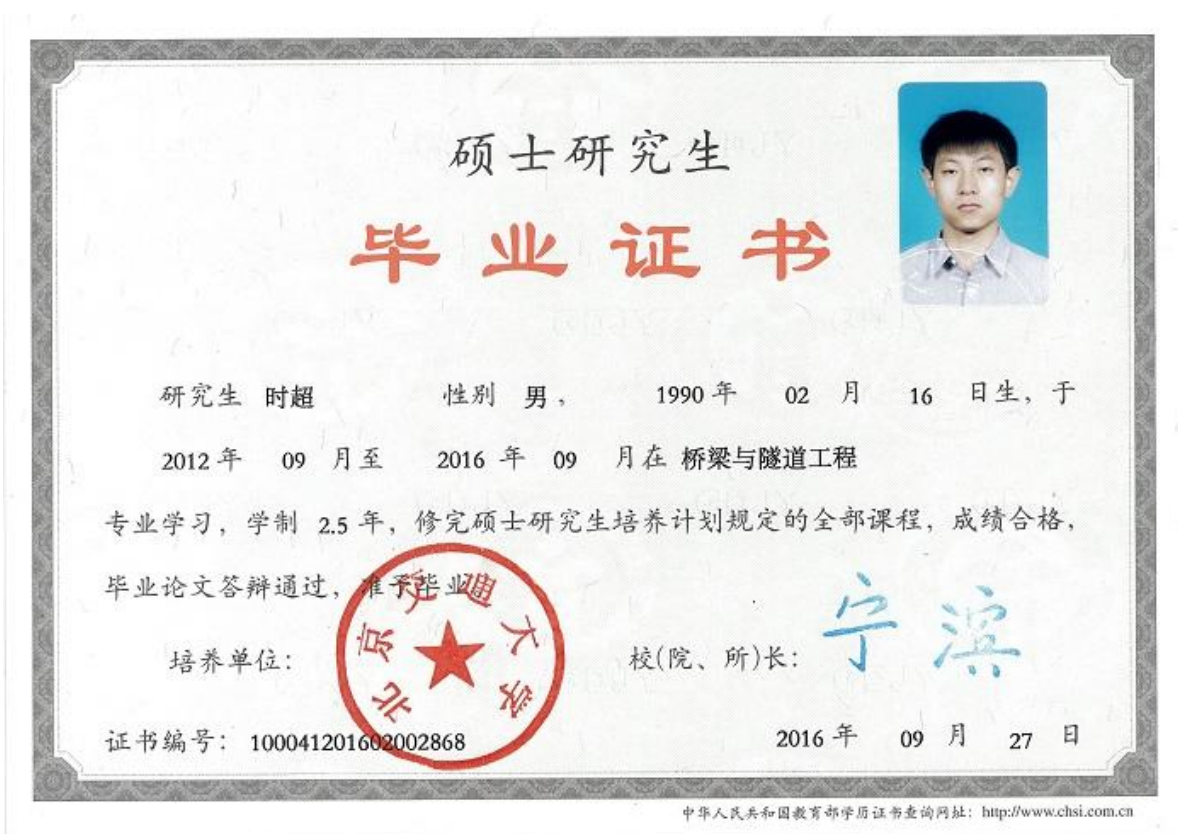 硕士研究生
毕业证书
研究生 时超 性别 男， 1990 年 02 月 16 日生，于
2012 年 09 月至 2016 年 09 月在 桥梁与隧道工程
专业学习，学制 2.5 年，修完硕士研究生培养计划规定的全部课程，成绩合格，
毕业论文答辩通过，准予毕业。
北京交通大学
培养单位： 校(院、所)长： 宁滨
证书编号： 100041201602002868 2016 年 09 月 27 日
中华人民共和国教育部学历证书查询网址：http://www.chsi.com.cn